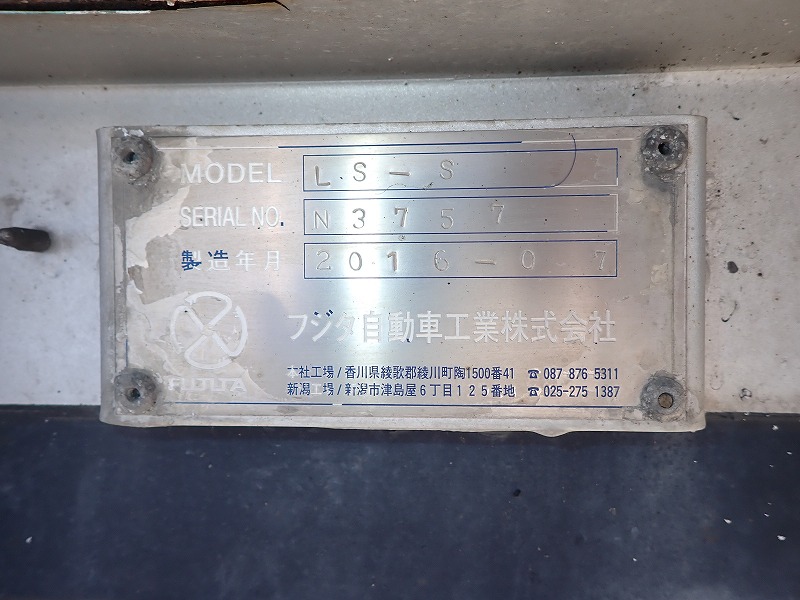 MODEL LS-S
SERIAL NO. N3757
製造年月 2016-07
フジタ自動車工業株式会社
本社工場/香川県綾歌郡綾川町陶1500番41 ☎087 876 5311
新潟工場/新潟市津島屋6丁目125番地 ☎025-275 1387